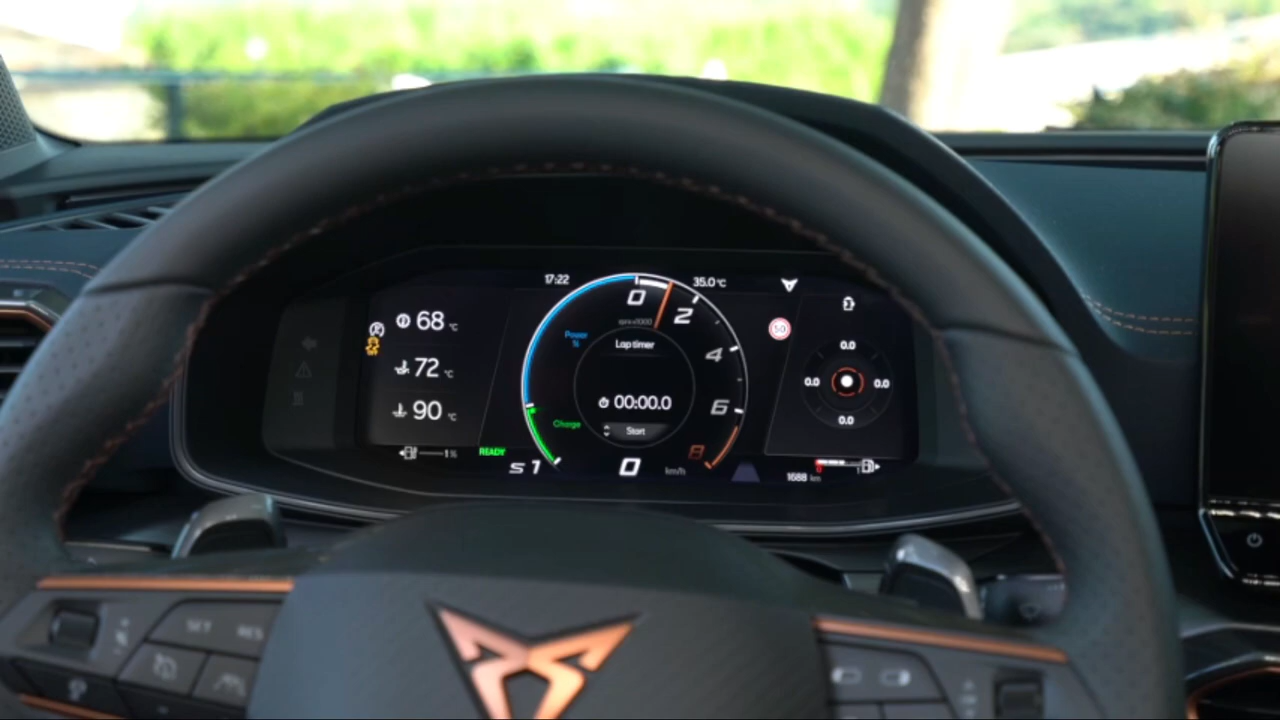 17:22
35.0 °C
0
2
4
6
8
Power
%
Charge
Lap timer
00:00.0
Start
68 °C
72 °C
90 °C
1%
READY
S 1
0 km/h
50
0.0
0.0 0.0
0.0
1688 km
0 1
SET RES